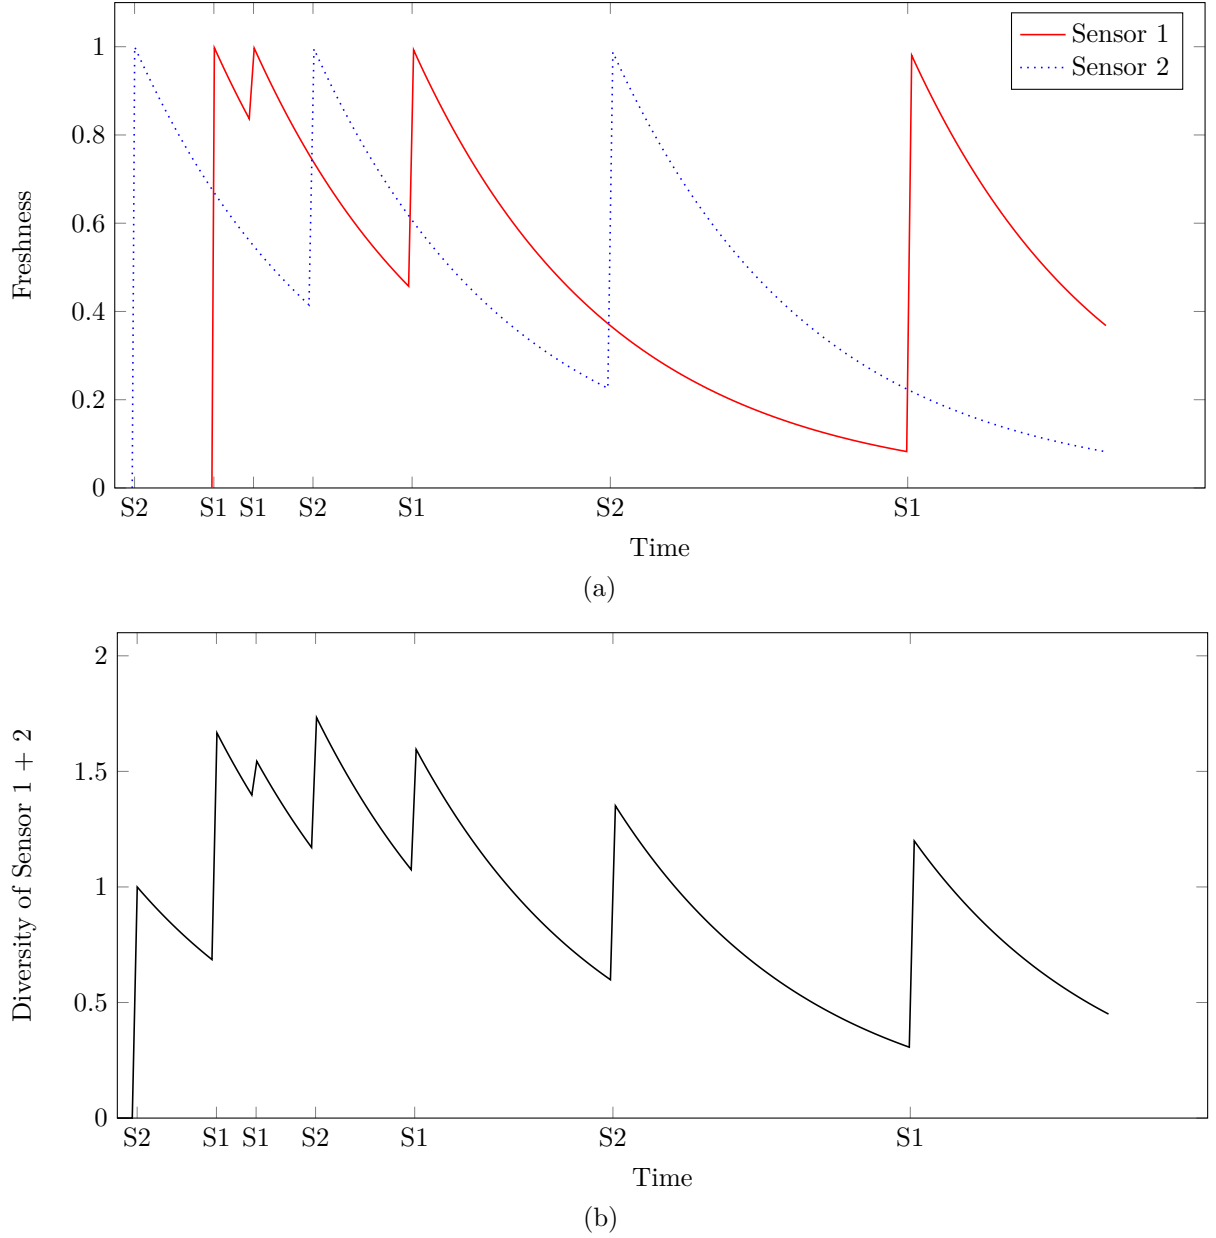 Sensor 1
Sensor 2
1
0.8
0.6
0.4
0.2
0
Freshness
S2 S1 S1 S2 S1 S2 S1
Time
(a)
2
1.5
1
0.5
0
Diversity of Sensor 1 + 2
S2 S1 S1 S2 S1 S2 S1
Time
(b)